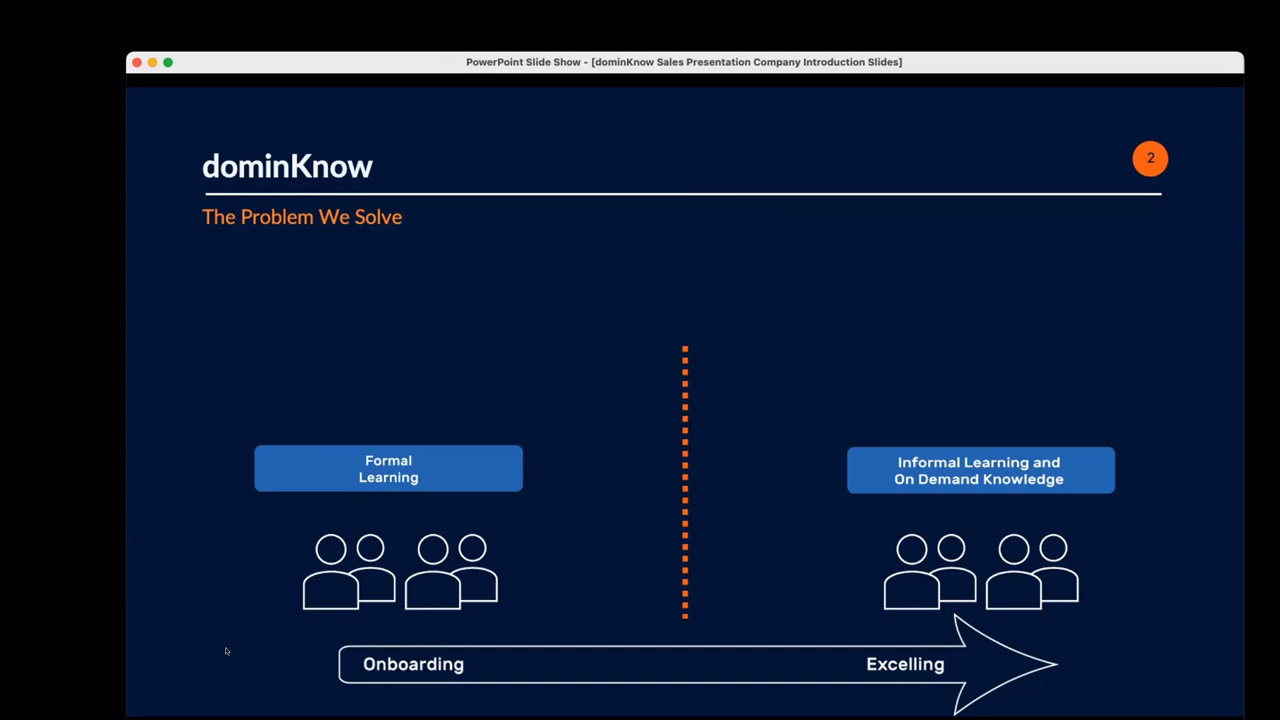 PowerPoint Slide Show - [dominKnow Sales Presentation Company Introduction Slides]
dominKnow
2
The Problem We Solve
Formal
Learning
Informal Learning and
On Demand Knowledge
Onboarding
Excelling